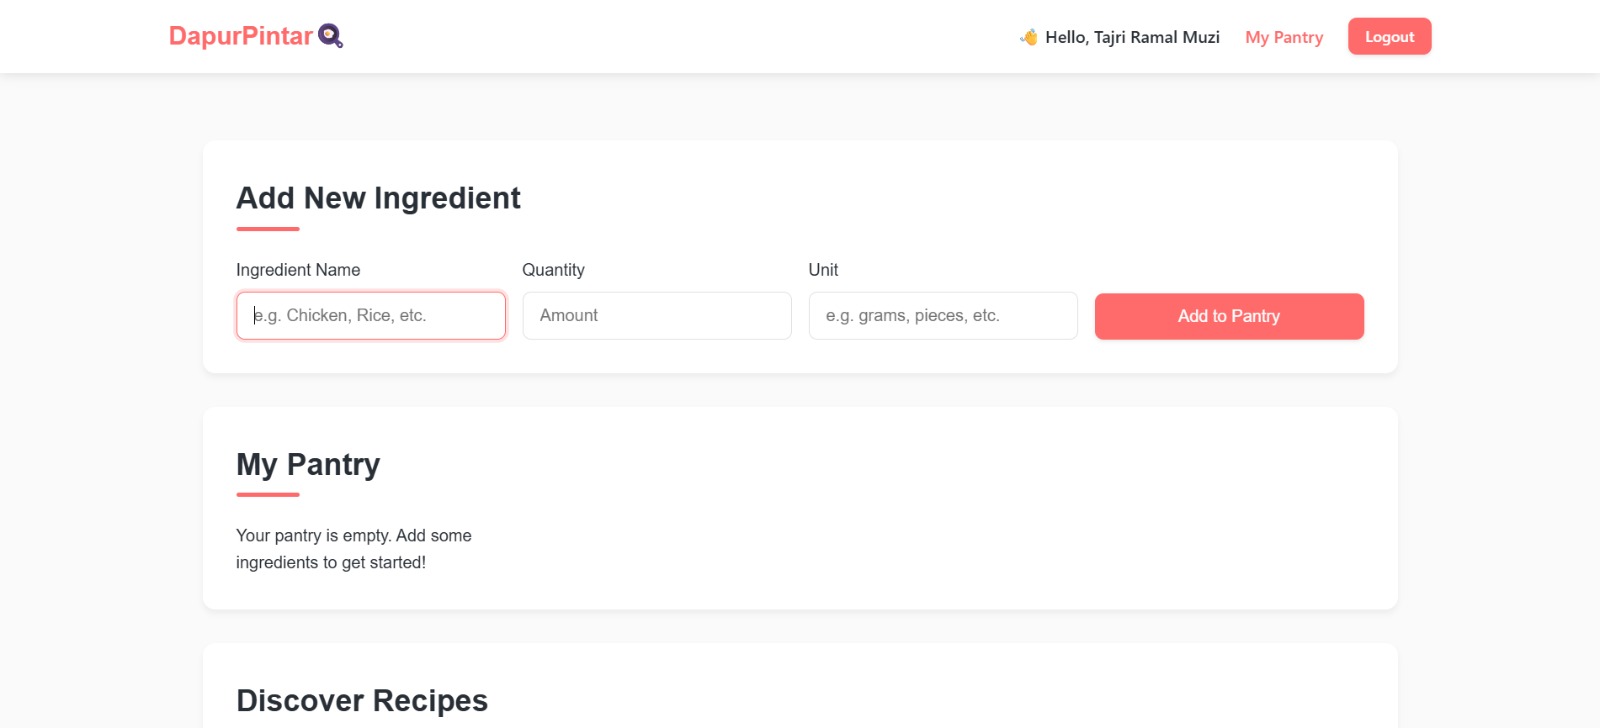 DapurPintar
👋 Hello, Tajri Ramal Muzi
My Pantry
Logout
Add New Ingredient
Ingredient Name
Quantity
Unit
e.g. Chicken, Rice, etc.
Amount
e.g. grams, pieces, etc.
Add to Pantry
My Pantry
Your pantry is empty. Add some
ingredients to get started!
Discover Recipes